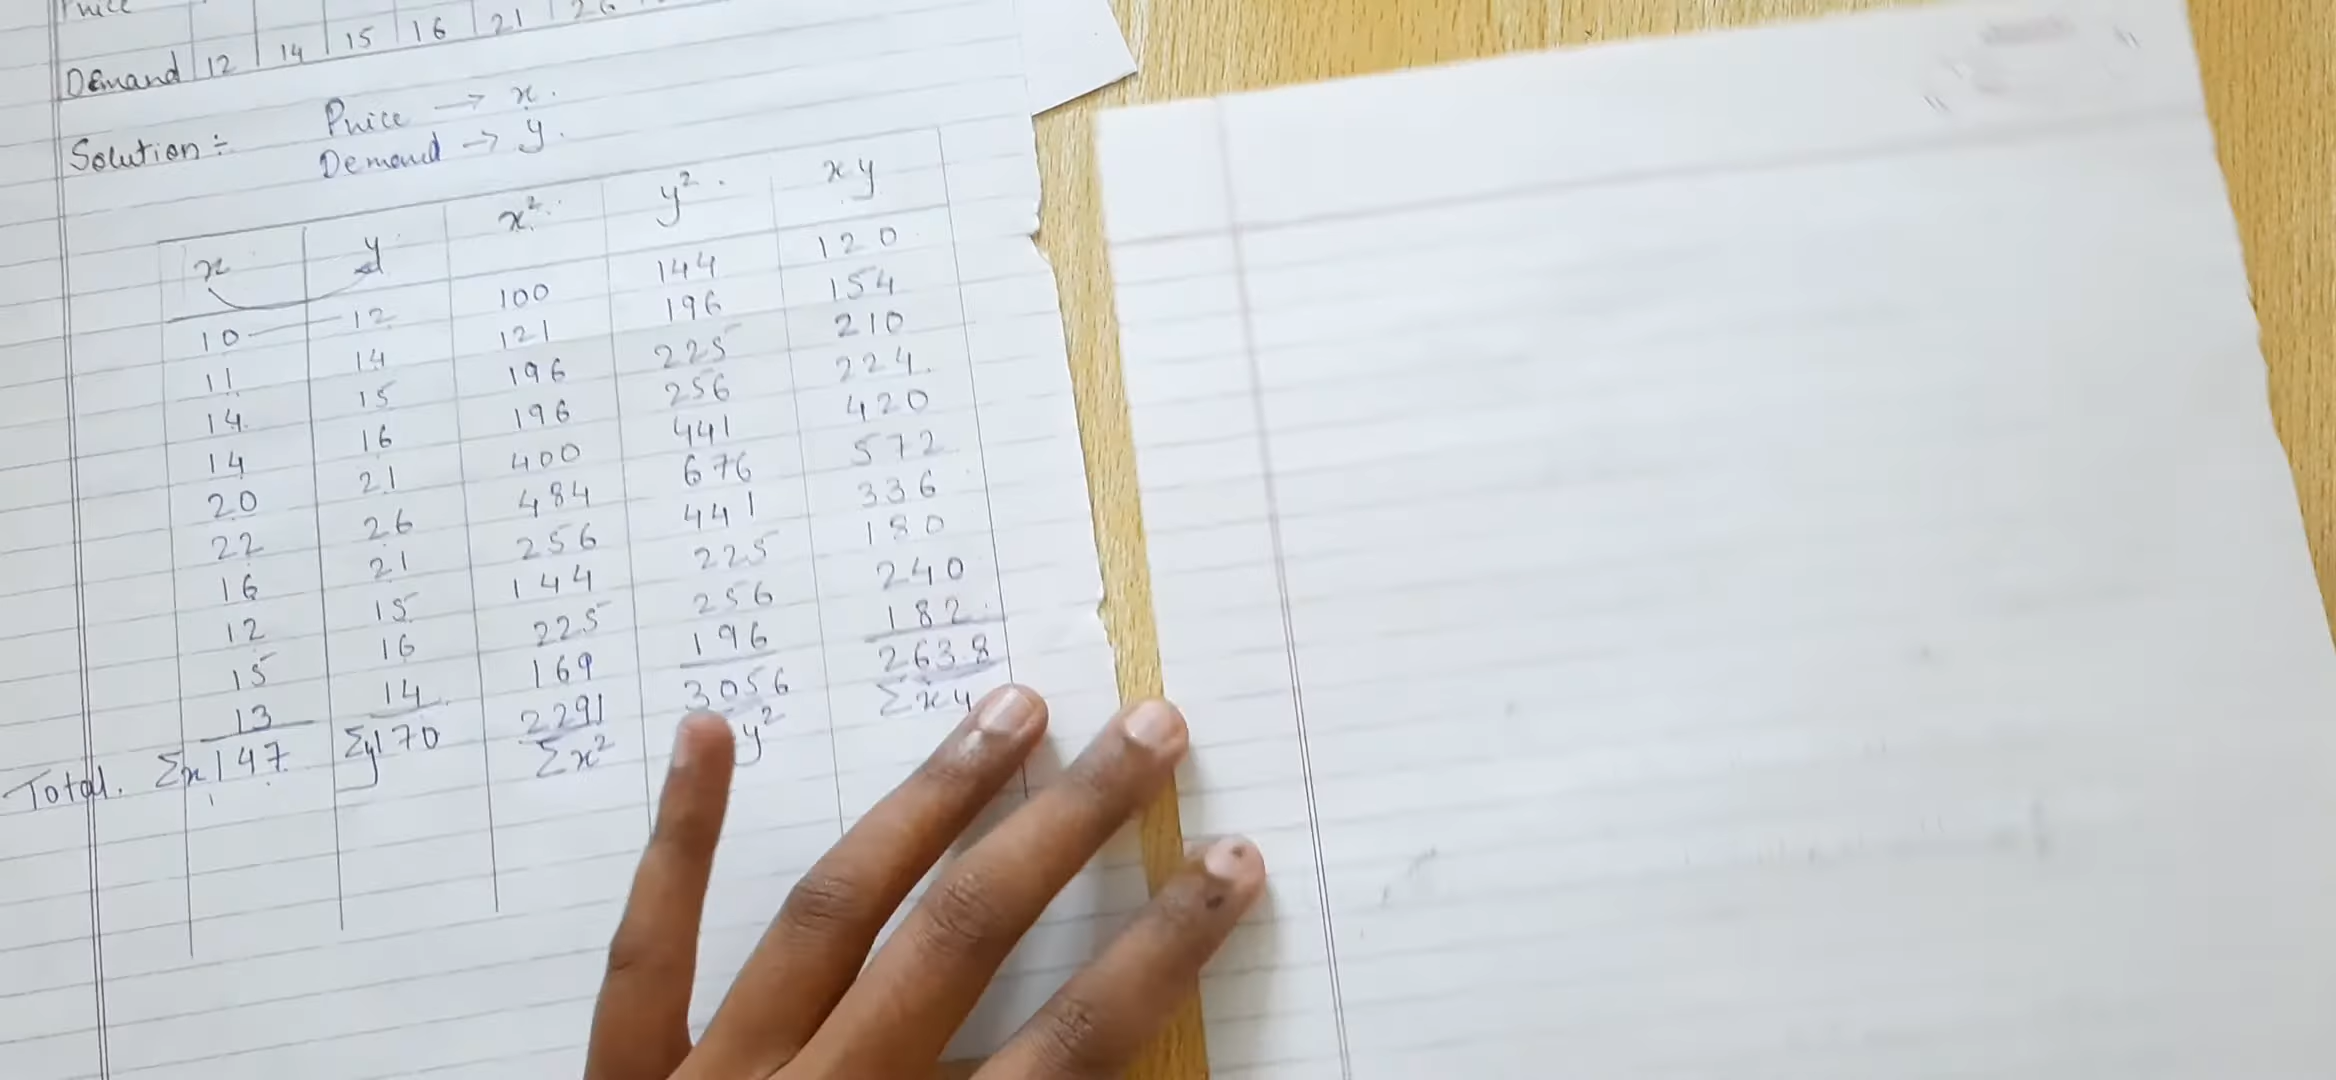 Price
Demand 12 14 15 16 21 26
Solution ÷ Price → x.
Demand → y.
x y x² y² xy
10 12 100 144 120
11 14 121 196 154
14 15 196 225 210
14 16 196 256 224
20 21 400 441 420
22 26 484 676 572
16 21 256 441 336
12 15 144 225 180
15 16 225 256 240
13 14 169 196 182
Total. Σx 147 Σy 170 2291 3056 2638
Σx² y² Σxy